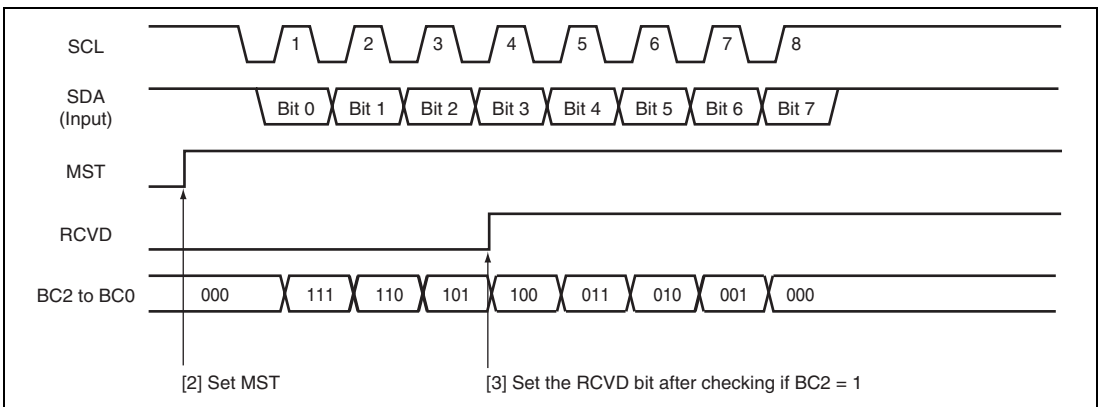 SCL 1 2 3 4 5 6 7 8
SDA
(Input)
Bit 0 Bit 1 Bit 2 Bit 3 Bit 4 Bit 5 Bit 6 Bit 7
MST
RCVD
BC2 to BC0 000 111 110 101 100 011 010 001 000
[2] Set MST [3] Set the RCVD bit after checking if BC2 = 1